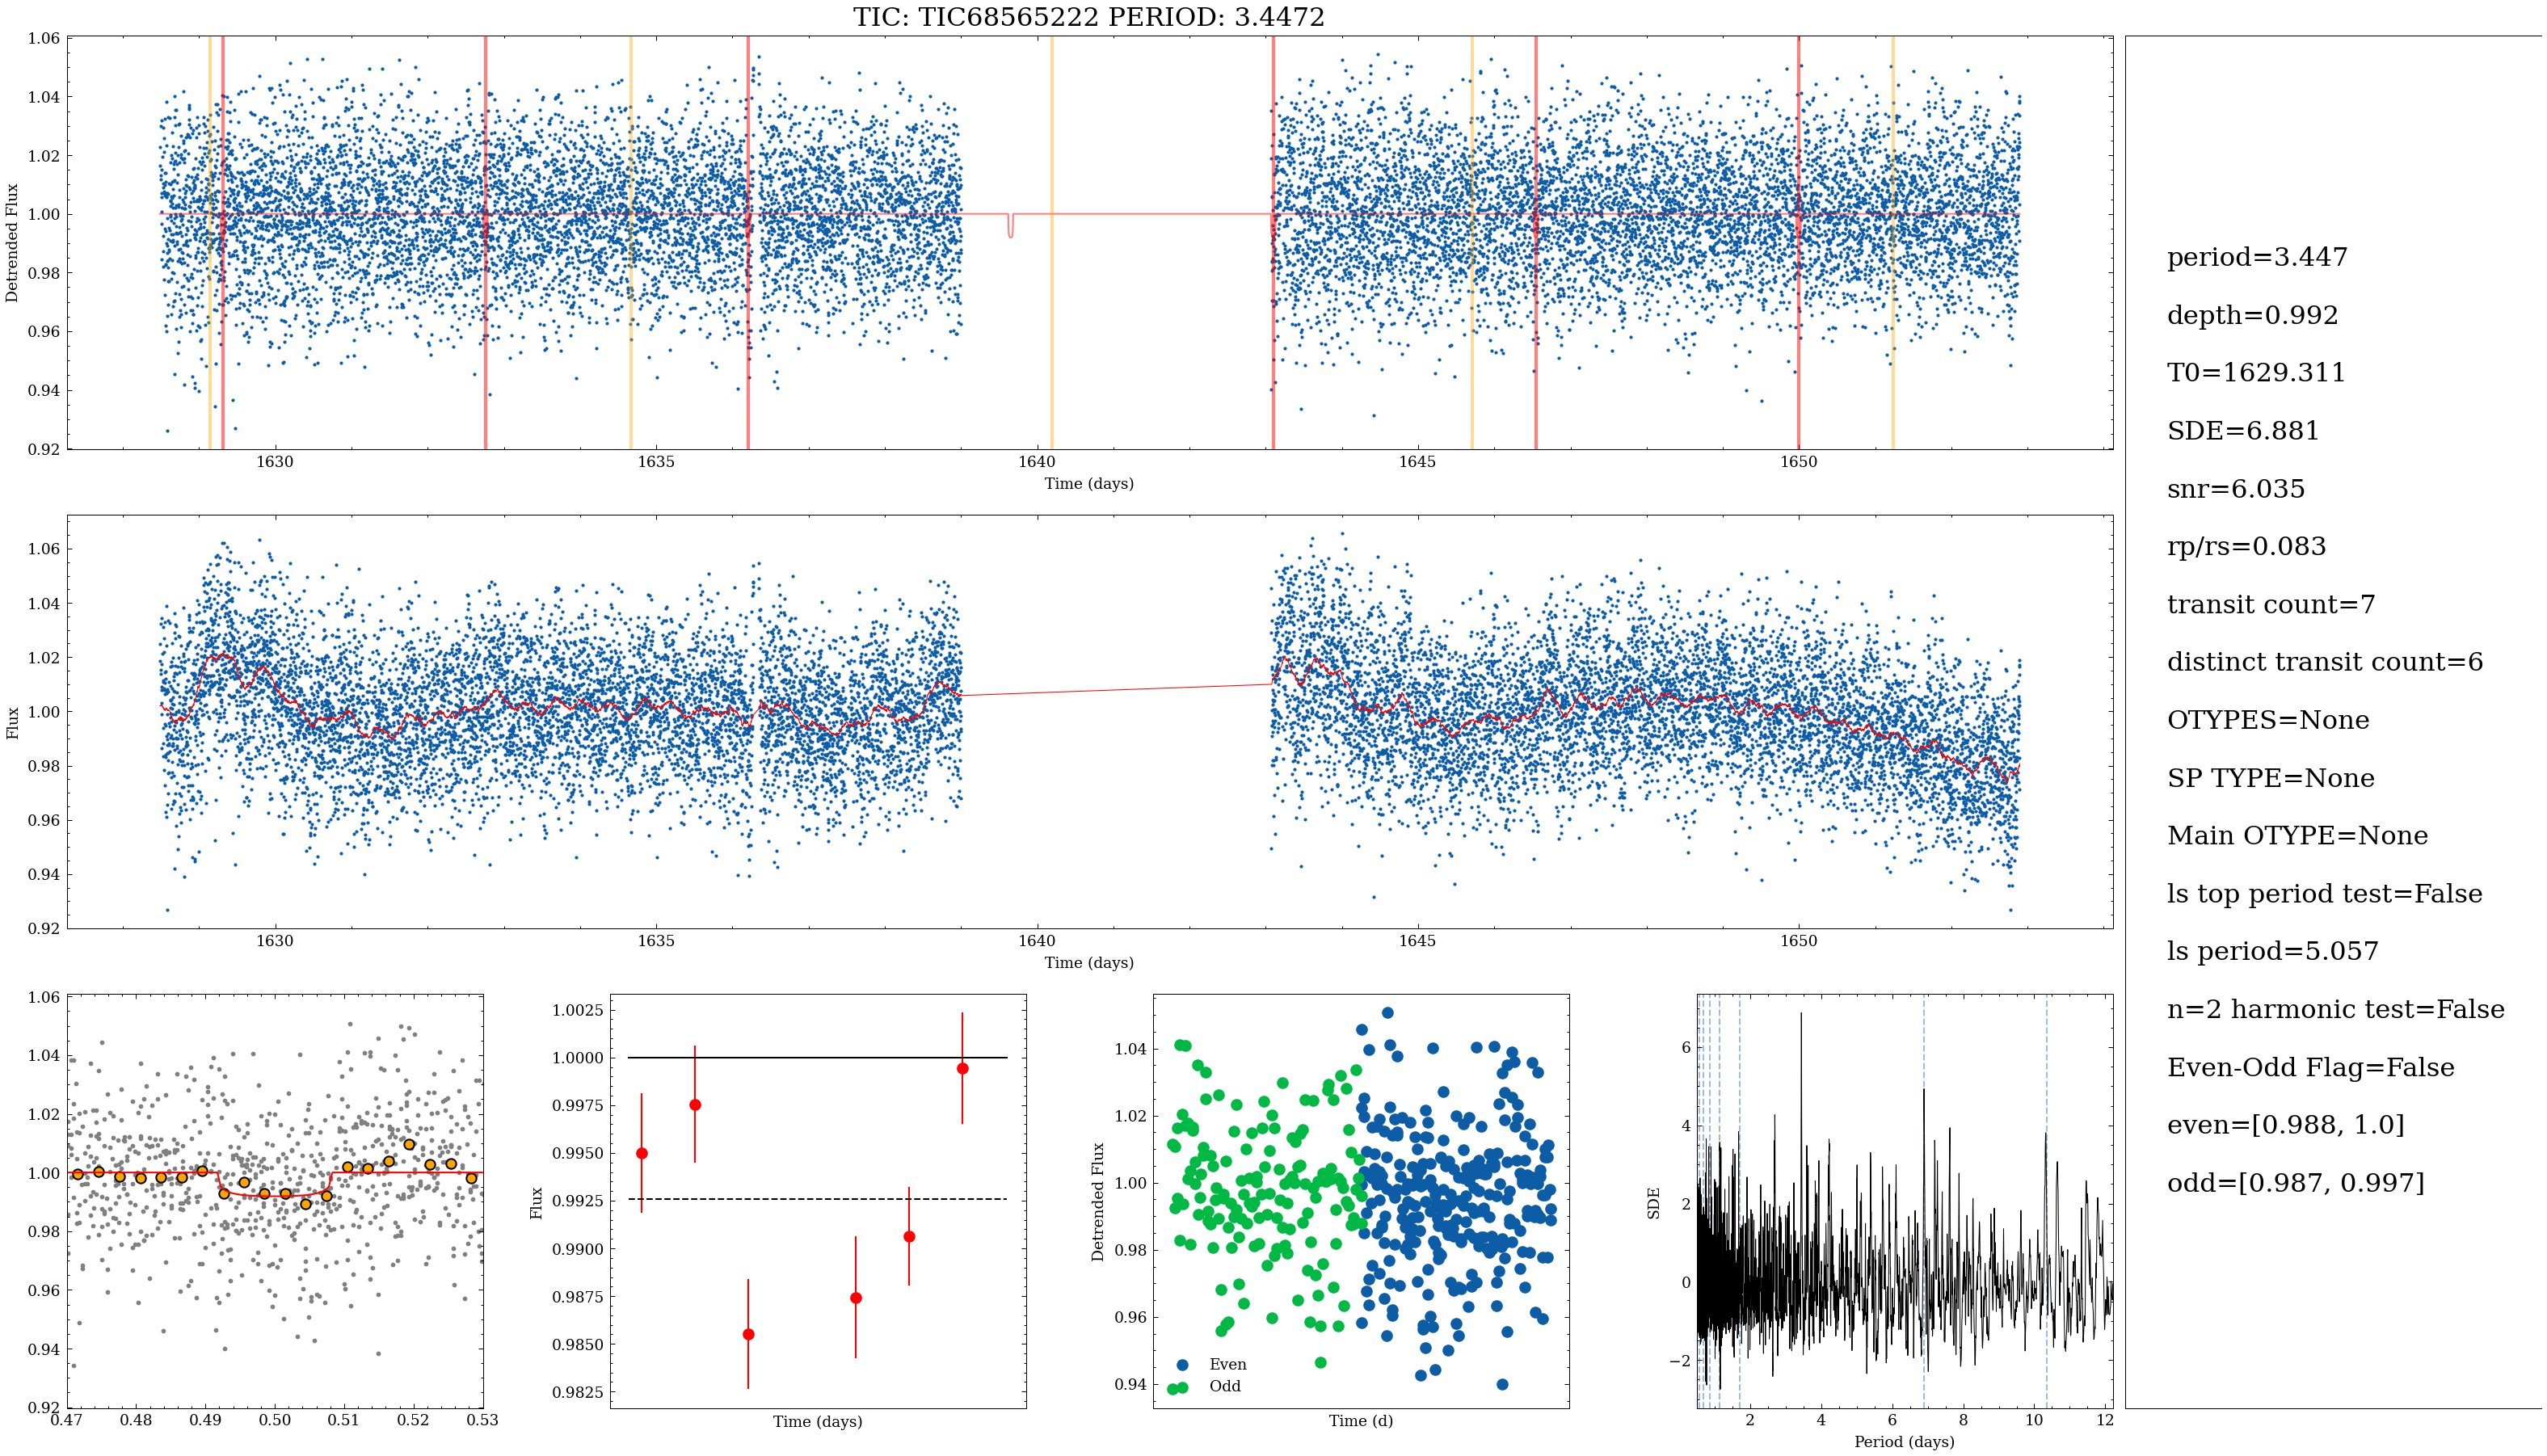 TIC: TIC68565222 PERIOD: 3.4472
1.06
1.04
1.02
1.00
0.98
0.96
0.94
0.92
Detrended Flux
1630
1635
1640
1645
1650
Time (days)
1.06
1.04
1.02
1.00
0.98
0.96
0.94
0.92
Flux
1630
1635
1640
1645
1650
Time (days)
1.06
1.04
1.02
1.00
0.98
0.96
0.94
0.92
0.47
0.48
0.49
0.50
0.51
0.52
0.53
1.0025
1.0000
0.9975
0.9950
0.9925
0.9900
0.9875
0.9850
0.9825
Flux
Time (days)
1.04
1.02
1.00
0.98
0.96
0.94
Detrended Flux
Even
Odd
Time (d)
6
4
2
0
−2
SDE
2
4
6
8
10
12
Period (days)
period=3.447
depth=0.992
T0=1629.311
SDE=6.881
snr=6.035
rp/rs=0.083
transit count=7
distinct transit count=6
OTYPES=None
SP TYPE=None
Main OTYPE=None
ls top period test=False
ls period=5.057
n=2 harmonic test=False
Even-Odd Flag=False
even=[0.988, 1.0]
odd=[0.987, 0.997]